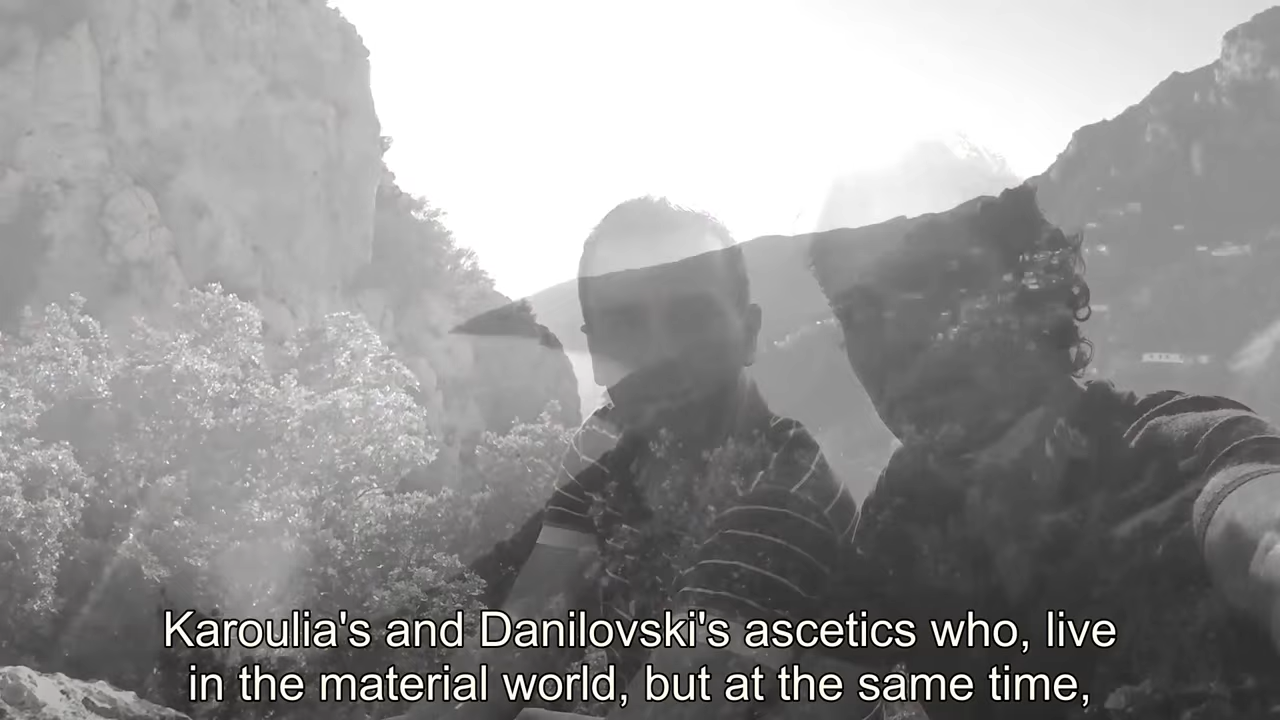 Karoulia's and Danilovski's ascetics who, live
in the material world, but at the same time,